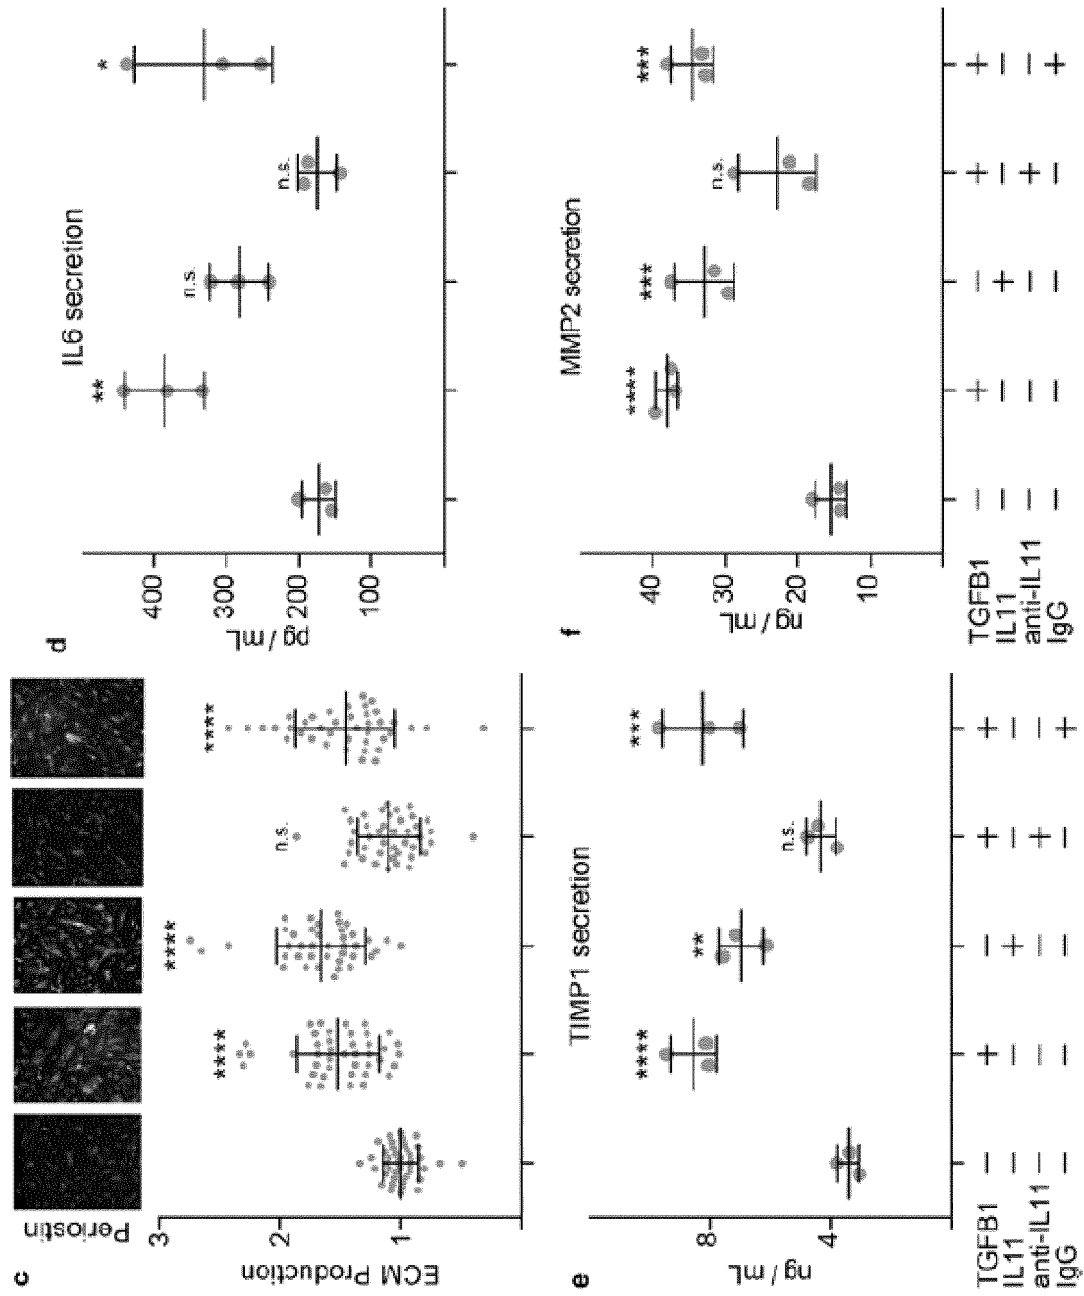 c
Periostin
ECM Production
3
2
1
****
****
n.s.
****
d
IL6 secretion
pg / mL
400
300
200
100
**
n.s.
n.s.
*
e
TIMP1 secretion
ng / mL
8
4
****
**
n.s.
***
TGFB1 – + – + +
IL11 – – + – –
anti-IL11 – – – + –
IgG – – – – +
f
MMP2 secretion
ng / mL
40
30
20
10
****
***
n.s.
***
TGFB1 – + – + +
IL11 – – + – –
anti-IL11 – – – + –
IgG – – – – +